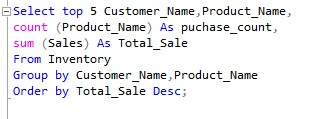 Select top 5 Customer_Name,Product_Name,
count (Product_Name) As puchase_count,
sum (Sales) As Total_Sale
From Inventory
Group by Customer_Name,Product_Name
Order by Total_Sale Desc;